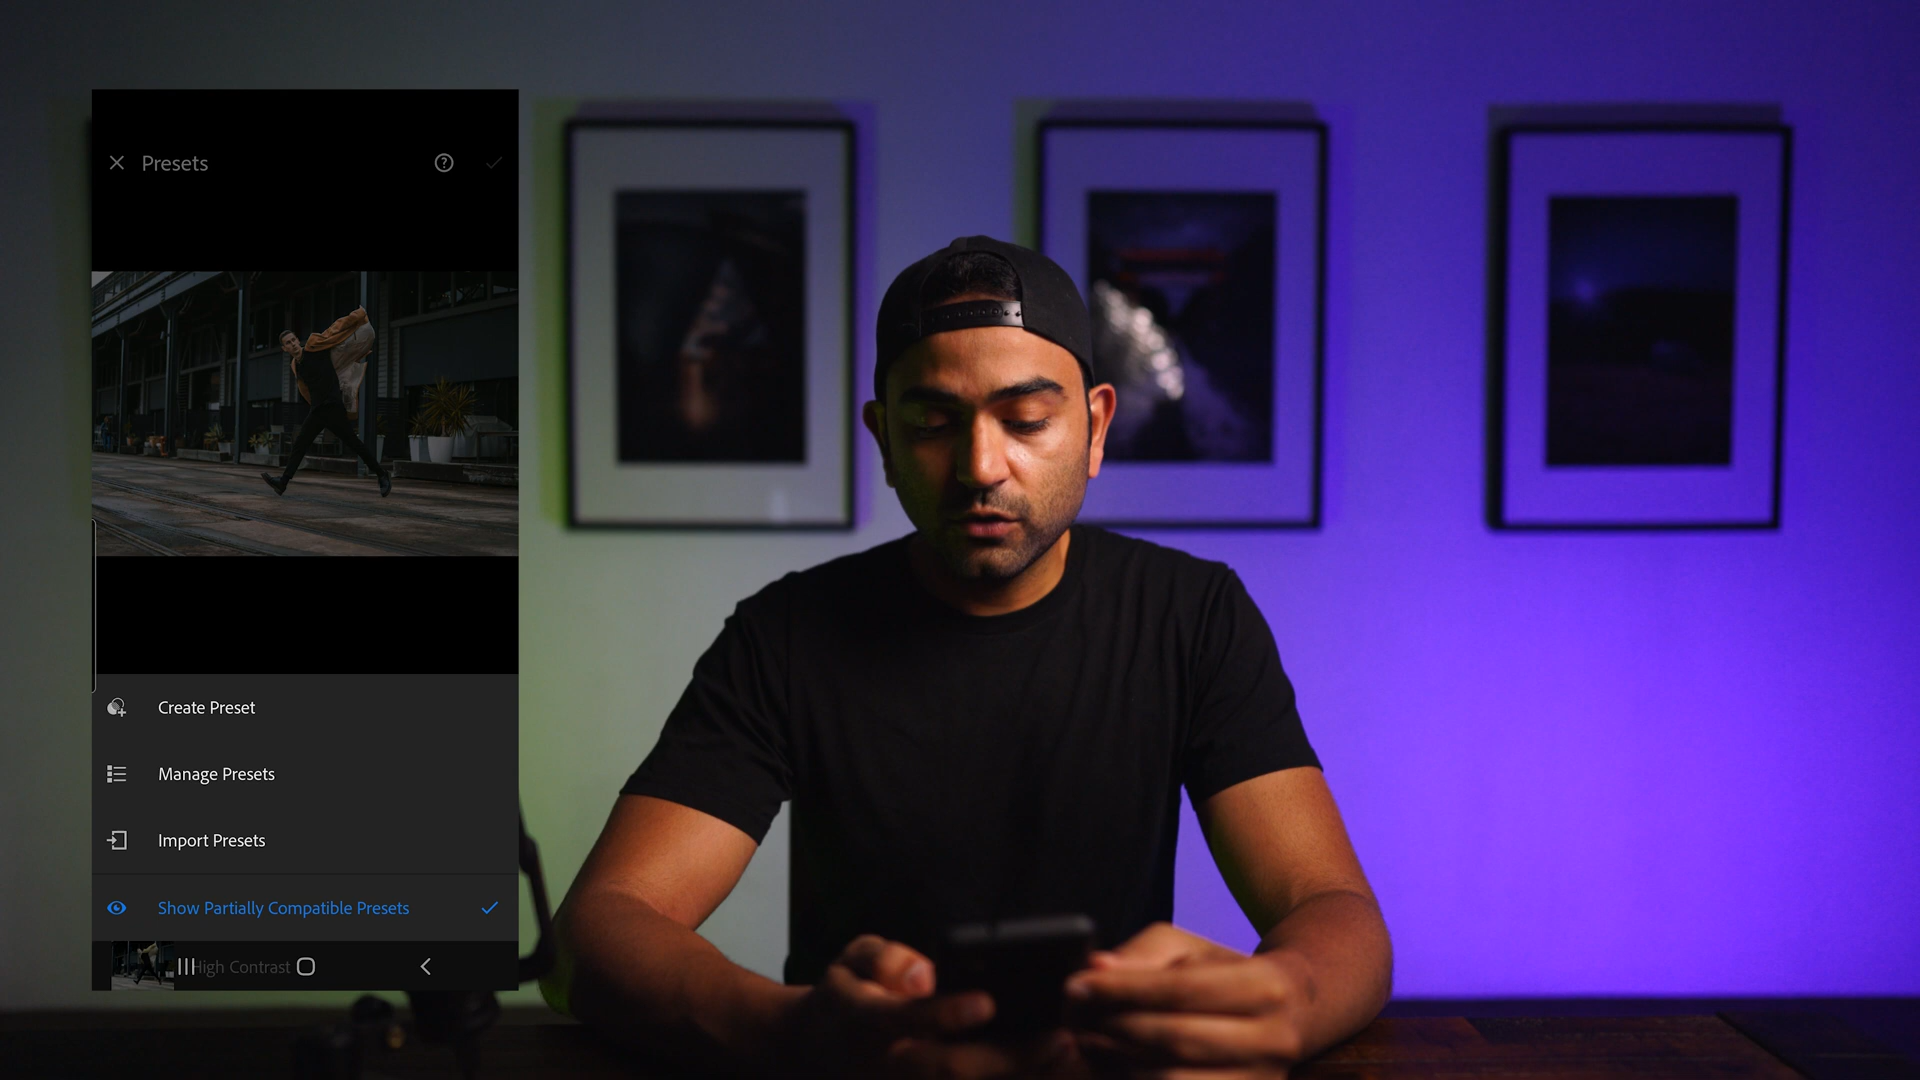 Presets
Create Preset
Manage Presets
Import Presets
Show Partially Compatible Presets
High Contrast